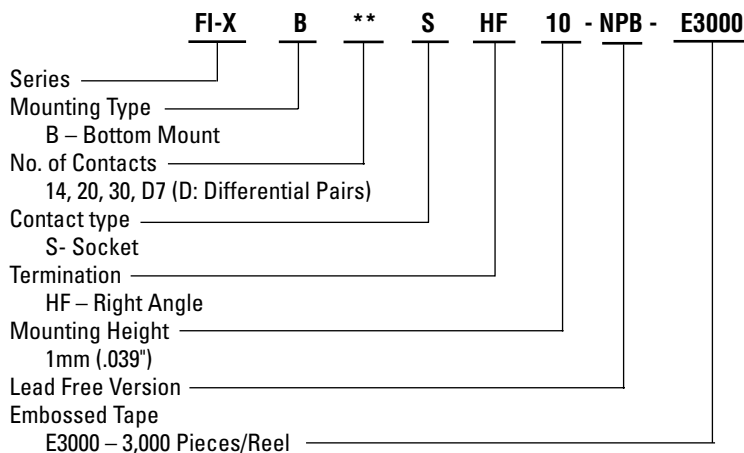 FI-X B ** S HF 10 - NPB - E3000
Series
Mounting Type
B – Bottom Mount
No. of Contacts
14, 20, 30, D7 (D: Differential Pairs)
Contact type
S- Socket
Termination
HF – Right Angle
Mounting Height
1mm (.039")
Lead Free Version
Embossed Tape
E3000 – 3,000 Pieces/Reel